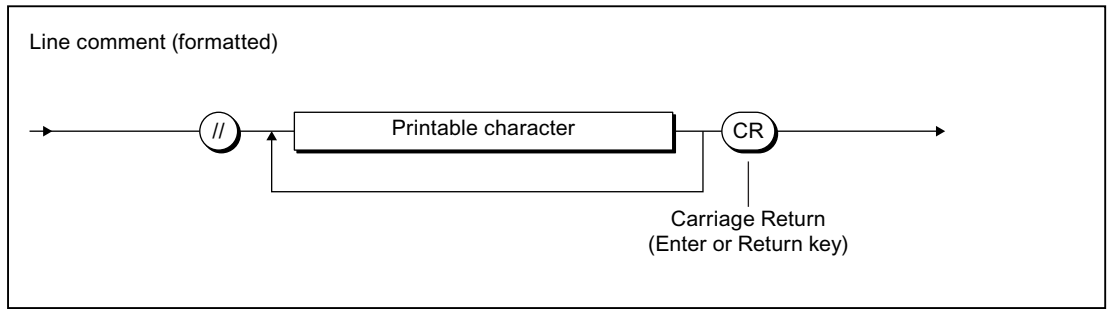 Line comment (formatted)
//
Printable character
CR
Carriage Return
(Enter or Return key)